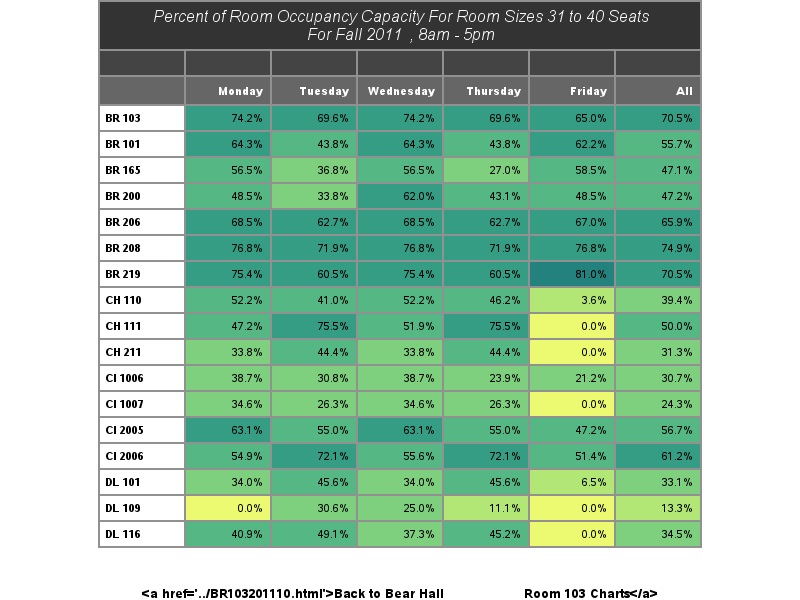 Percent of Room Occupancy Capacity For Room Sizes 31 to 40 Seats
For Fall 2011 , 8am - 5pm
Monday Tuesday Wednesday Thursday Friday All
BR 103 74.2% 69.6% 74.2% 69.6% 65.0% 70.5%
BR 101 64.3% 43.8% 64.3% 43.8% 62.2% 55.7%
BR 165 56.5% 36.8% 56.5% 27.0% 58.5% 47.1%
BR 200 48.5% 33.8% 62.0% 43.1% 48.5% 47.2%
BR 206 68.5% 62.7% 68.5% 62.7% 67.0% 65.9%
BR 208 76.8% 71.9% 76.8% 71.9% 76.8% 74.9%
BR 219 75.4% 60.5% 75.4% 60.5% 81.0% 70.5%
CH 110 52.2% 41.0% 52.2% 46.2% 3.6% 39.4%
CH 111 47.2% 75.5% 51.9% 75.5% 0.0% 50.0%
CH 211 33.8% 44.4% 33.8% 44.4% 0.0% 31.3%
CI 1006 38.7% 30.8% 38.7% 23.9% 21.2% 30.7%
CI 1007 34.6% 26.3% 34.6% 26.3% 0.0% 24.3%
CI 2005 63.1% 55.0% 63.1% 55.0% 47.2% 56.7%
CI 2006 54.9% 72.1% 55.6% 72.1% 51.4% 61.2%
DL 101 34.0% 45.6% 34.0% 45.6% 6.5% 33.1%
DL 109 0.0% 30.6% 25.0% 11.1% 0.0% 13.3%
DL 116 40.9% 49.1% 37.3% 45.2% 0.0% 34.5%
<a href='../BR103201110.html'>Back to Bear Hall Room 103 Charts</a>